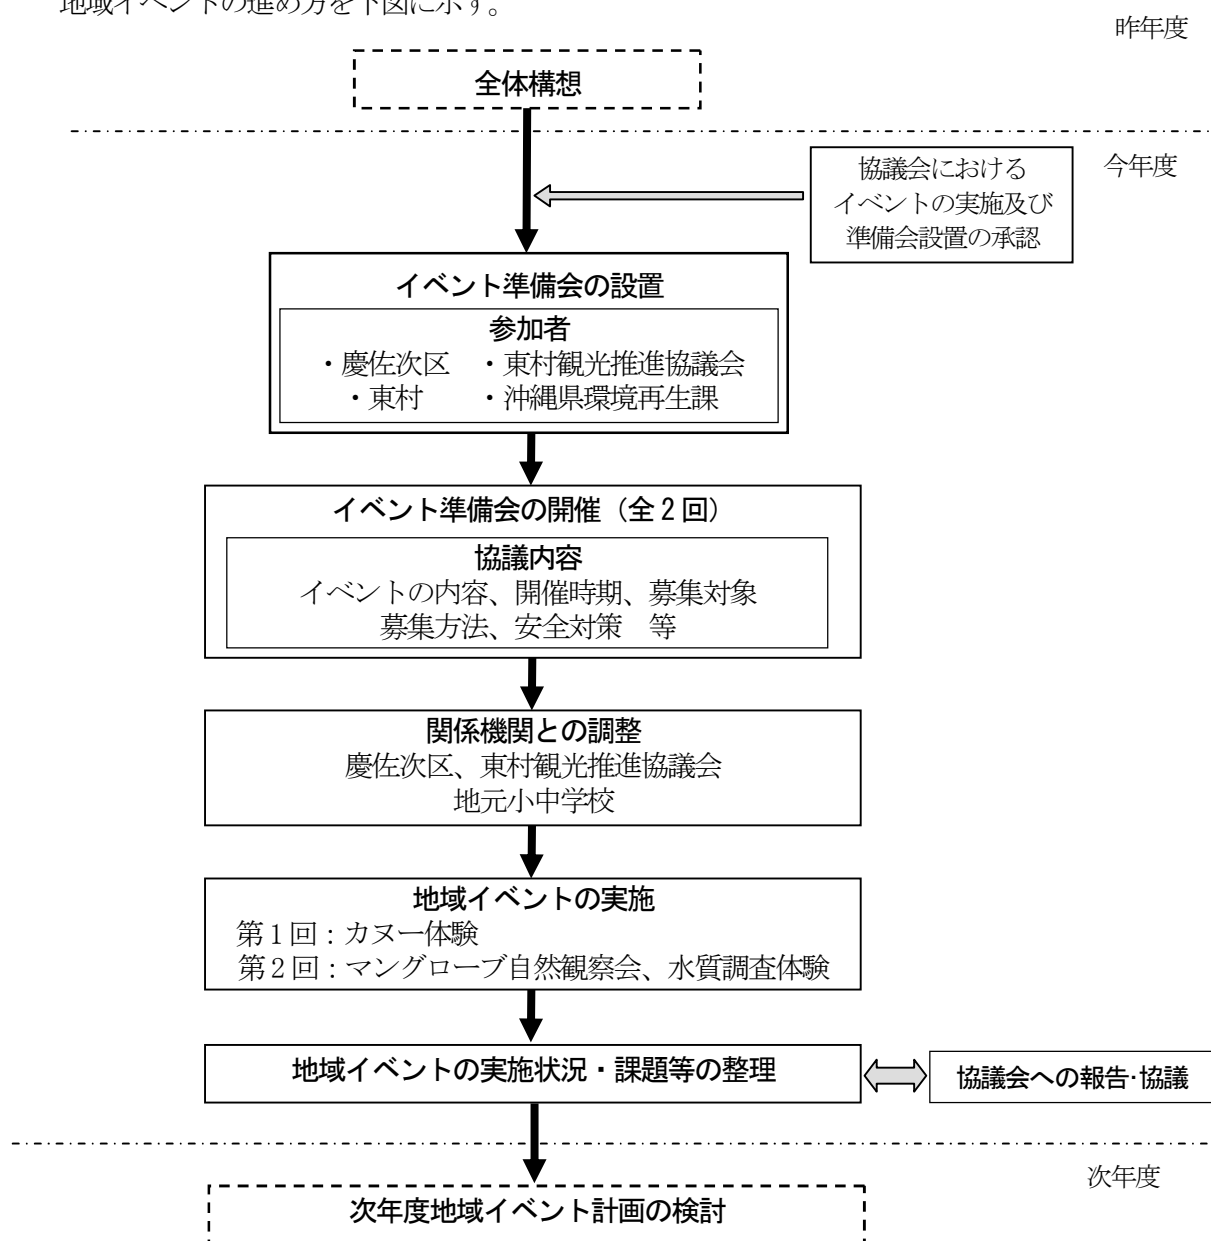 地域イベントの進め方を下図に示す。
昨年度
全体構想
今年度
協議会における
イベントの実施及び
準備会設置の承認
イベント準備会の設置
参加者
・慶佐次区 ・東村観光推進協議会
・東村 ・沖縄県環境再生課
イベント準備会の開催（全２回）
協議内容
イベントの内容、開催時期、募集対象
募集方法、安全対策 等
関係機関との調整
慶佐次区、東村観光推進協議会
地元小中学校
地域イベントの実施
第１回：カヌー体験
第２回：マングローブ自然観察会、水質調査体験
地域イベントの実施状況・課題等の整理
協議会への報告・協議
次年度
次年度地域イベント計画の検討